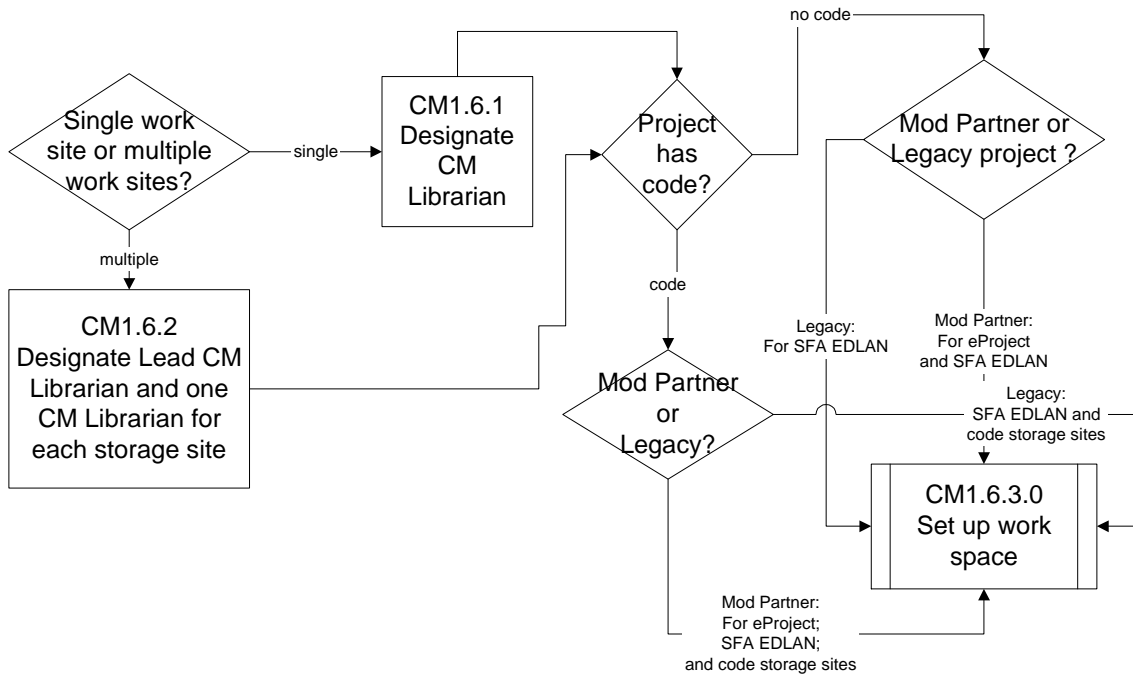 no code
Single work
site or multiple
work sites?
single
CM1.6.1
Designate
CM
Librarian
Project
has
code?
Mod Partner or
Legacy project ?
multiple
CM1.6.2
Designate Lead CM
Librarian and one
CM Librarian for
each storage site
code
Legacy:
For SFA EDLAN
Mod Partner:
For eProject
and SFA EDLAN
Mod Partner
or
Legacy?
Legacy:
SFA EDLAN and
code storage sites
CM1.6.3.0
Set up work
space
Mod Partner:
For eProject;
SFA EDLAN;
and code storage sites